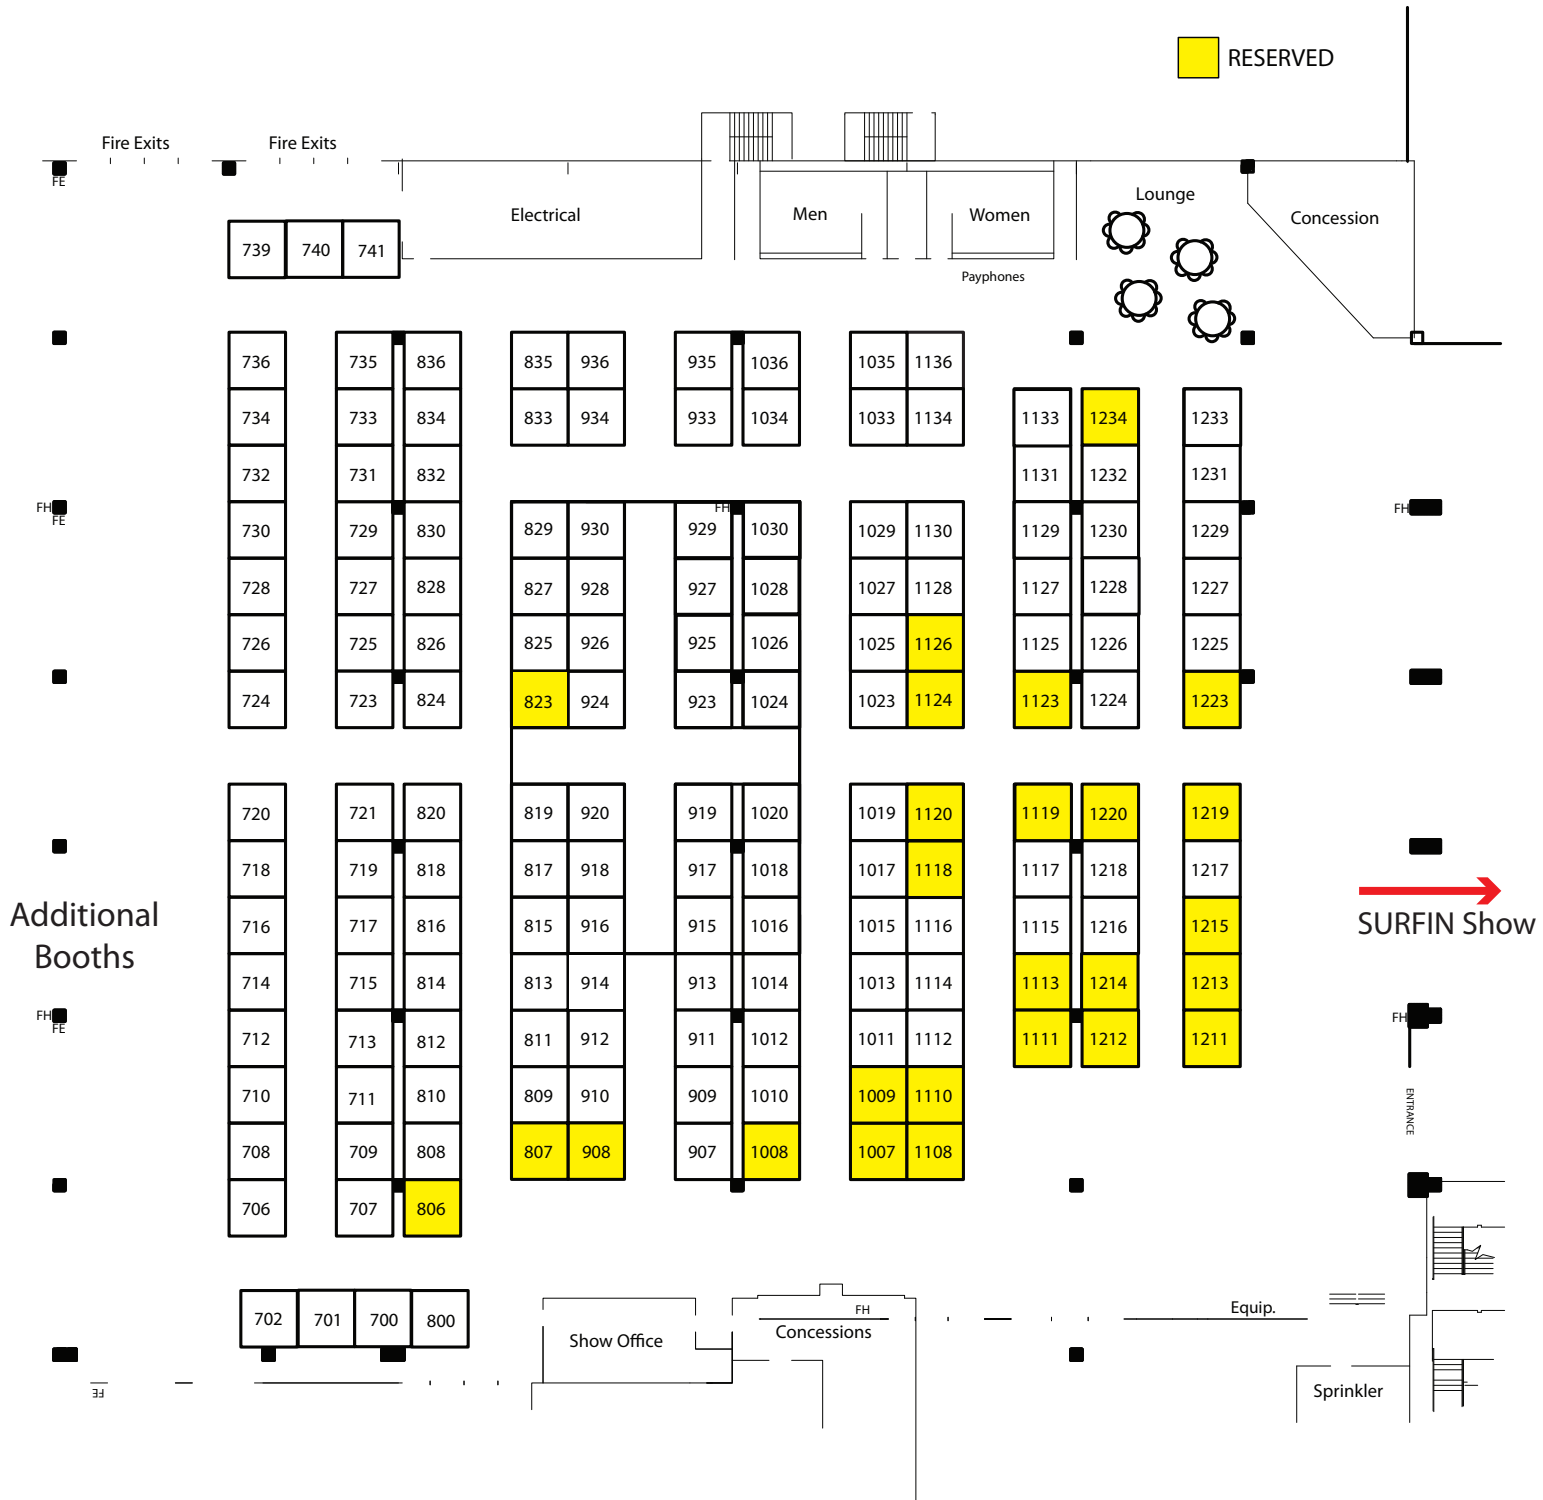 RESERVED
Fire Exits Fire Exits
FE
Electrical Men Women Lounge Concession
739 740 741
Payphones
736 735 836 835 936 935 1036 1035 1136
734 733 834 833 934 933 1034 1033 1134 1133 1234 1233
732 731 832 1131 1232 1231
FH FE 730 729 830 829 930 929 FH 1030 1029 1130 1129 1230 1229 FH
728 727 828 827 928 927 1028 1027 1128 1127 1228 1227
726 725 826 825 926 925 1026 1025 1126 1125 1226 1225
724 723 824 823 924 923 1024 1023 1124 1123 1224 1223
720 721 820 819 920 919 1020 1019 1120 1119 1220 1219
718 719 818 817 918 917 1018 1017 1118 1117 1218 1217
Additional
Booths
716 717 816 815 916 915 1016 1015 1116 1115 1216 1215
SURFIN Show
714 715 814 813 914 913 1014 1013 1114 1113 1214 1213
FH FE 712 713 812 811 912 911 1012 1011 1112 1111 1212 1211 FH
710 711 810 809 910 909 1010 1009 1110
ENTRANCE
708 709 808 807 908 907 1008 1007 1108
706 707 806
702 701 700 800
Show Office
FH
Concessions
Equip.
Sprinkler
FE